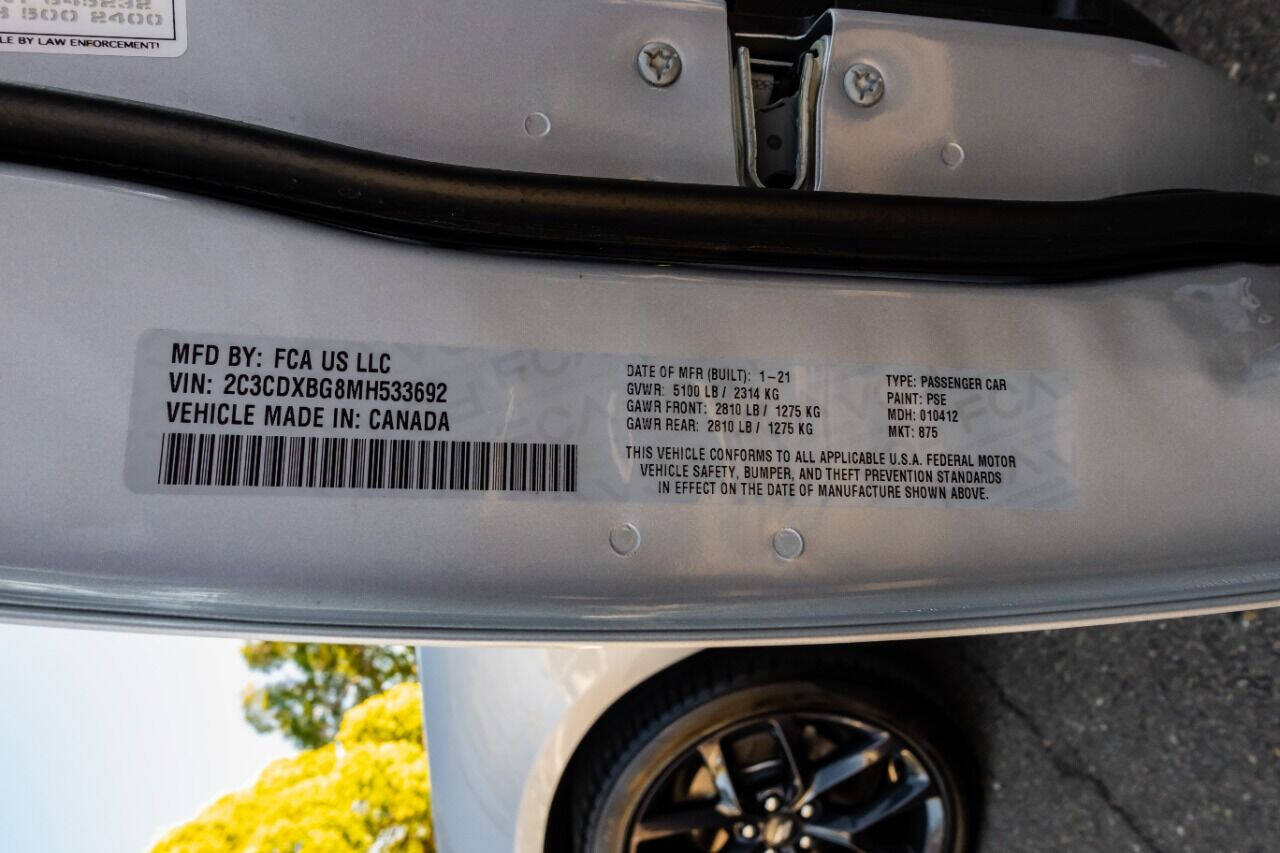 500 2400
LE BY LAW ENFORCEMENT!
MFD BY: FCA US LLC
VIN: 2C3CDXBG8MH533692
VEHICLE MADE IN: CANADA
DATE OF MFR (BUILT): 1-21
GVWR: 5100 LB / 2314 KG
GAWR FRONT: 2810 LB / 1275 KG
GAWR REAR: 2810 LB / 1275 KG
TYPE: PASSENGER CAR
PAINT: PSE
MDH: 010412
MKT: 875
THIS VEHICLE CONFORMS TO ALL APPLICABLE U.S.A. FEDERAL MOTOR
VEHICLE SAFETY, BUMPER, AND THEFT PREVENTION STANDARDS
IN EFFECT ON THE DATE OF MANUFACTURE SHOWN ABOVE.